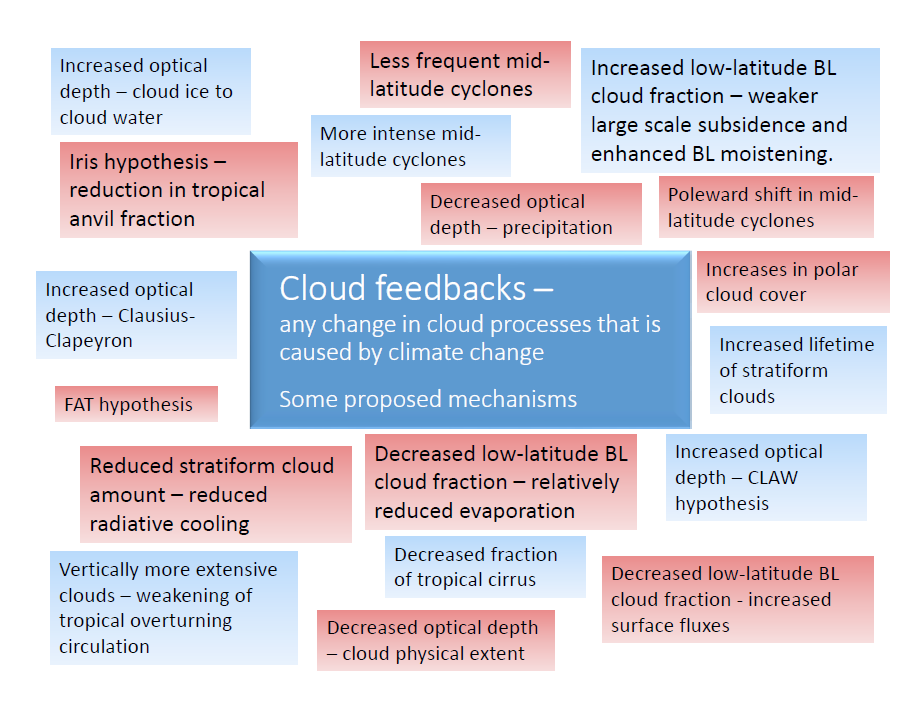 Increased optical
depth – cloud ice to
cloud water
Less frequent mid-
latitude cyclones
Increased low-latitude BL
cloud fraction – weaker
large scale subsidence and
enhanced BL moistening.
More intense mid-
latitude cyclones
Iris hypothesis –
reduction in tropical
anvil fraction
Decreased optical
depth – precipitation
Poleward shift in mid-
latitude cyclones
Increased optical
depth – Clausius-
Clapeyron
Cloud feedbacks –
any change in cloud processes that is
caused by climate change
Some proposed mechanisms
Increases in polar
cloud cover
Increased lifetime
of stratiform
clouds
FAT hypothesis
Reduced stratiform cloud
amount – reduced
radiative cooling
Decreased low-latitude BL
cloud fraction – relatively
reduced evaporation
Increased optical
depth – CLAW
hypothesis
Vertically more extensive
clouds – weakening of
tropical overturning
circulation
Decreased fraction
of tropical cirrus
Decreased low-latitude BL
cloud fraction - increased
surface fluxes
Decreased optical depth
– cloud physical extent